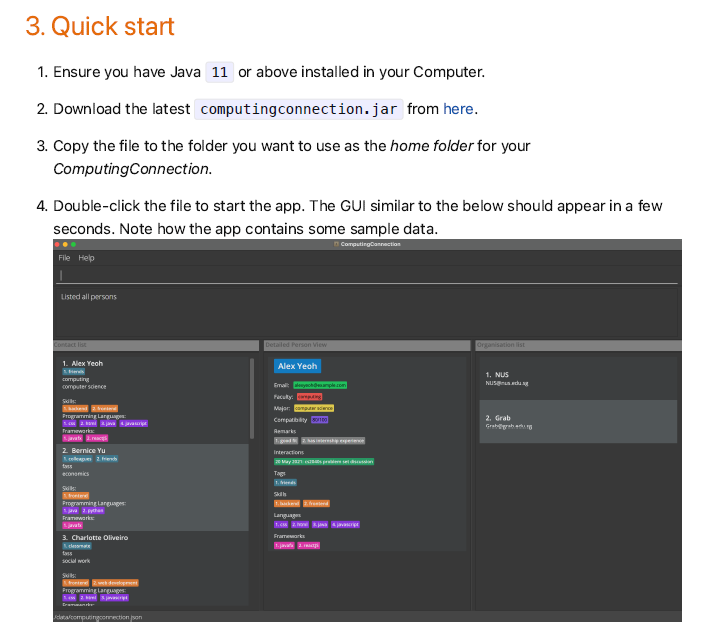 3. Quick start
1. Ensure you have Java 11 or above installed in your Computer.
2. Download the latest computingconnection.jar from here.
3. Copy the file to the folder you want to use as the home folder for your
ComputingConnection.
4. Double-click the file to start the app. The GUI similar to the below should appear in a few
seconds. Note how the app contains some sample data.
ComputingConnection
File Help
Listed all persons
Contact list
1. Alex Yeoh
1. friends
computing
computer science
Skills:
1. backend 2. frontend
Programming Languages:
1. css 2. html 3. java 4. javascript
Frameworks:
1. javafx 2. reactjs
2. Bernice Yu
1. colleagues 2. friends
fass
economics
Skills:
1. frontend
Programming Languages:
1. java 2. python
Frameworks:
1. javafx
3. Charlotte Oliveiro
1. classmate
fass
social work
Skills:
1. frontend 2. web development
Programming Languages:
1. css 2. html 3. javascript
Frameworks:
Detailed Person View
Alex Yeoh
Email: alexyeoh@example.com
Faculty: computing
Major: computer science
Compatibility
Remarks
1. good fit 2. has internship experience
Interactions
20 May 2021: cs2040s problem set discussion
Tags
1. friends
Skills
1. backend 2. frontend
Languages
1. css 2. html 3. java 4. javascript
Frameworks
1. javafx 2. reactjs
Organisation list
1. NUS
NUS@nus.edu.sg
2. Grab
Grab@grab.edu.sg
/data/computingconnection.json